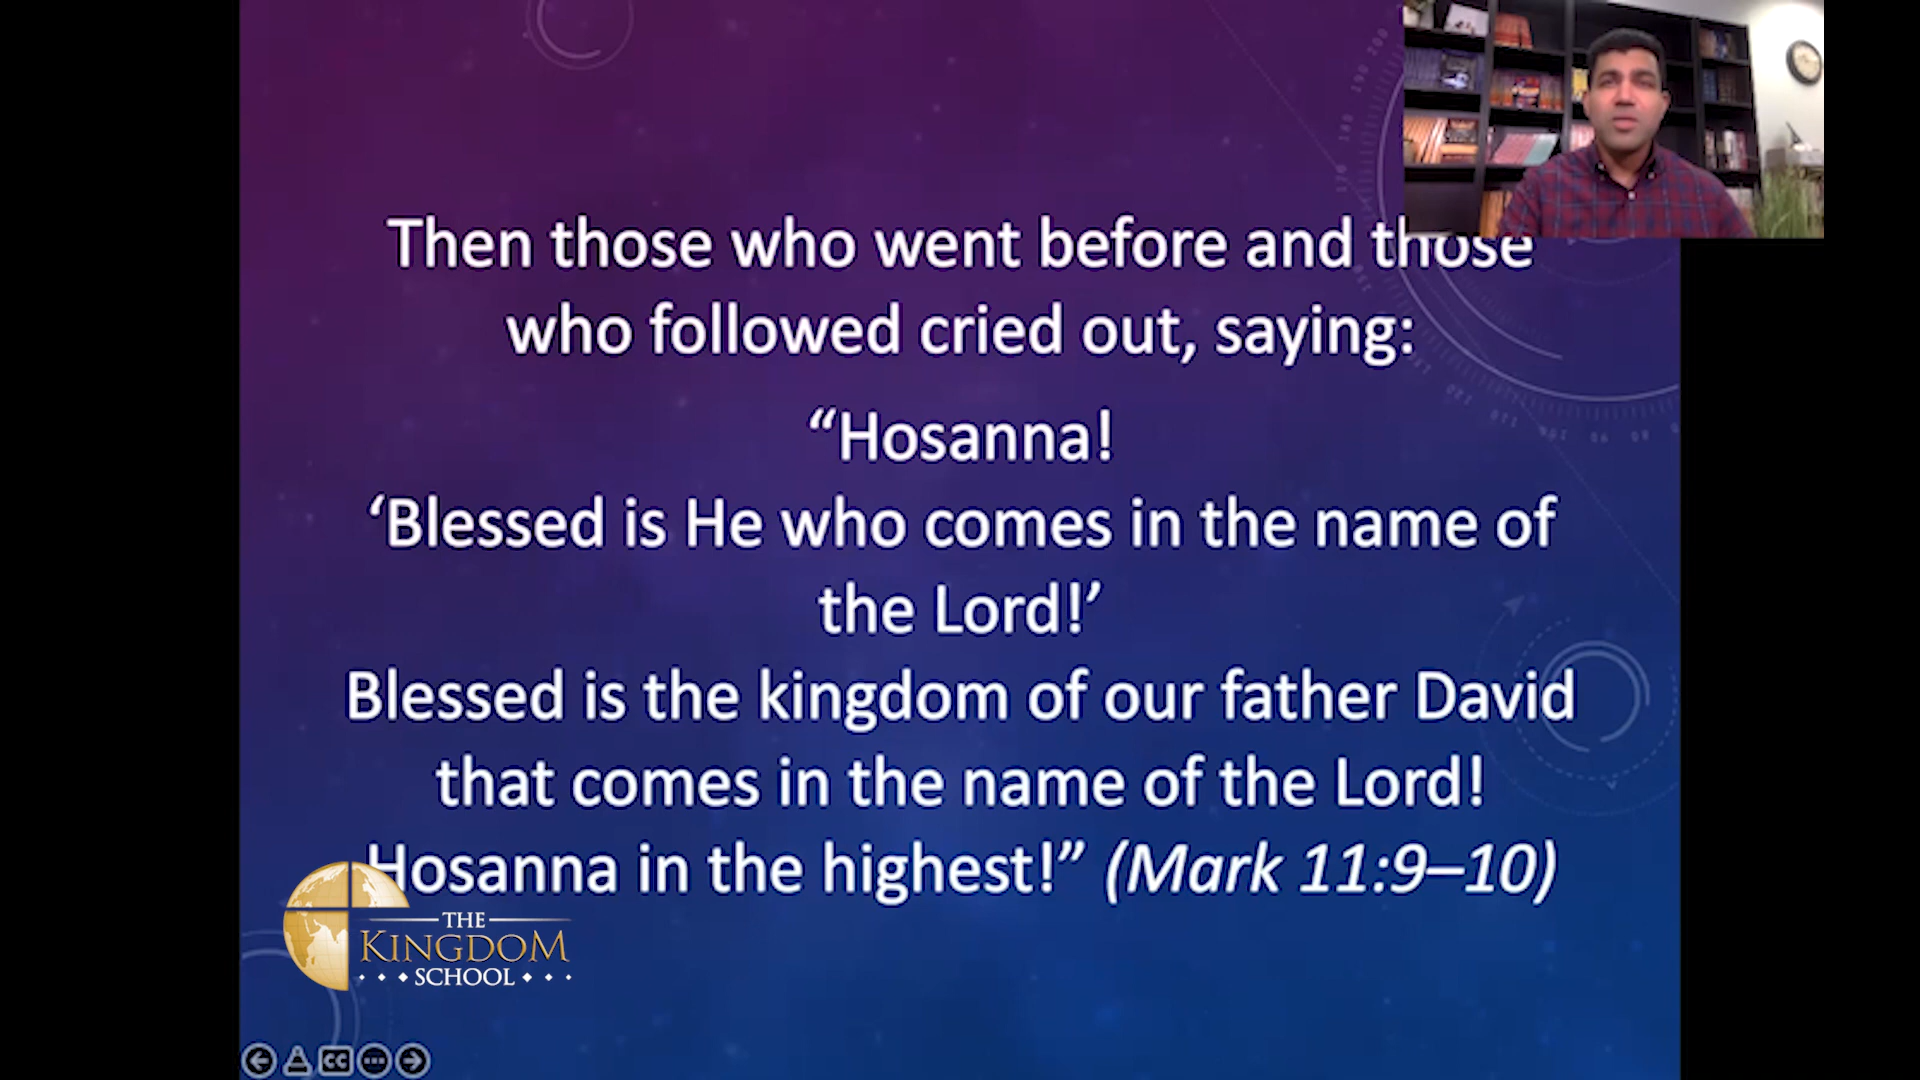 Then those who went before and those
who followed cried out, saying:
“Hosanna!
‘Blessed is He who comes in the name of
the Lord!’
Blessed is the kingdom of our father David
that comes in the name of the Lord!
Hosanna in the highest!” (Mark 11:9–10)
THE
KINGDOM
SCHOOL
CC